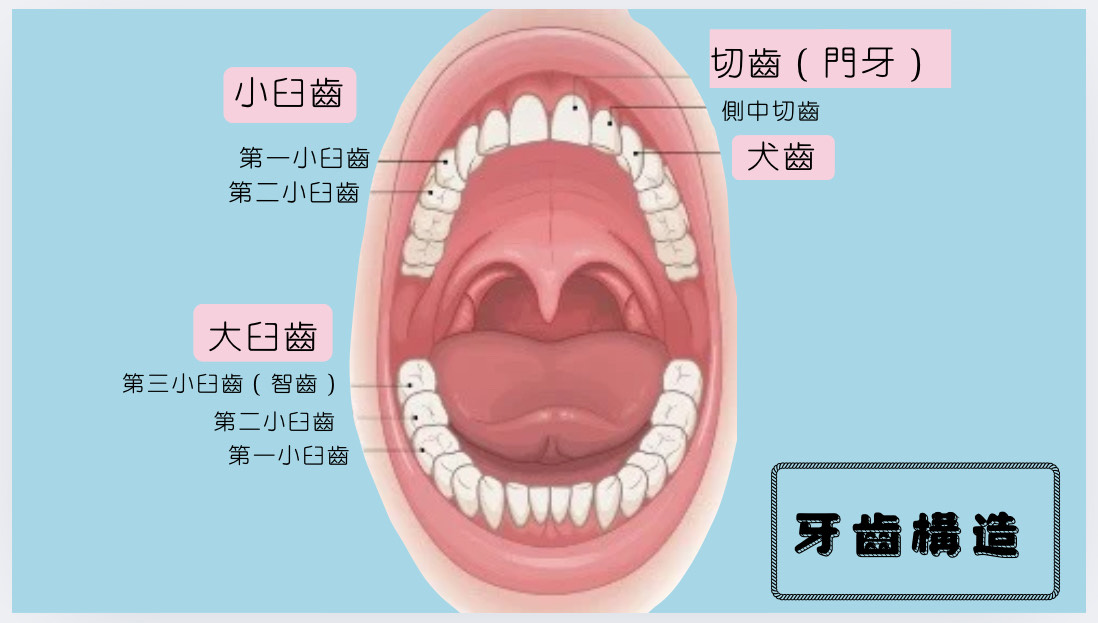 切齒 ( 門牙 )
側中切齒
犬齒
小臼齒
第一小臼齒
第二小臼齒
大臼齒
第三小臼齒 ( 智齒 )
第二小臼齒
第一小臼齒
牙齒構造